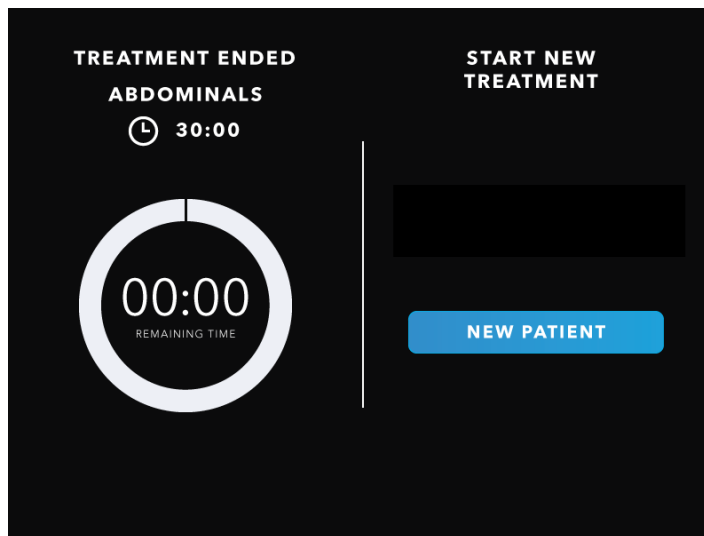 TREATMENT ENDED
ABDOMINALS
30:00
00:00
REMAINING TIME
START NEW
TREATMENT
NEW PATIENT